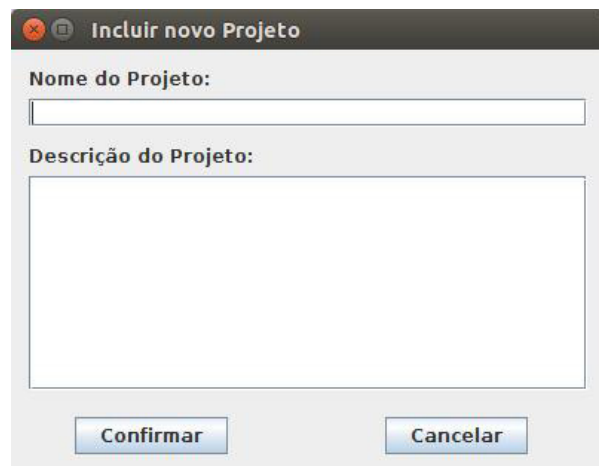 Incluir novo Projeto
Nome do Projeto:
Descrição do Projeto:
Confirmar Cancelar